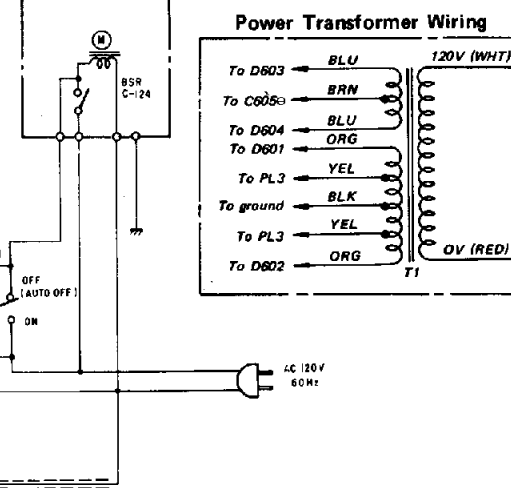 Power Transformer Wiring
M
BSR
C-124
To D603 BLU
120V (WHT)
To C605⊖ BRN
To D604 BLU
To D601 ORG
To PL3 YEL
To ground BLK
To PL3 YEL
To D602 ORG
0V (RED)
T1
OFF
(AUTO OFF)
ON
AC 120V
60Hz